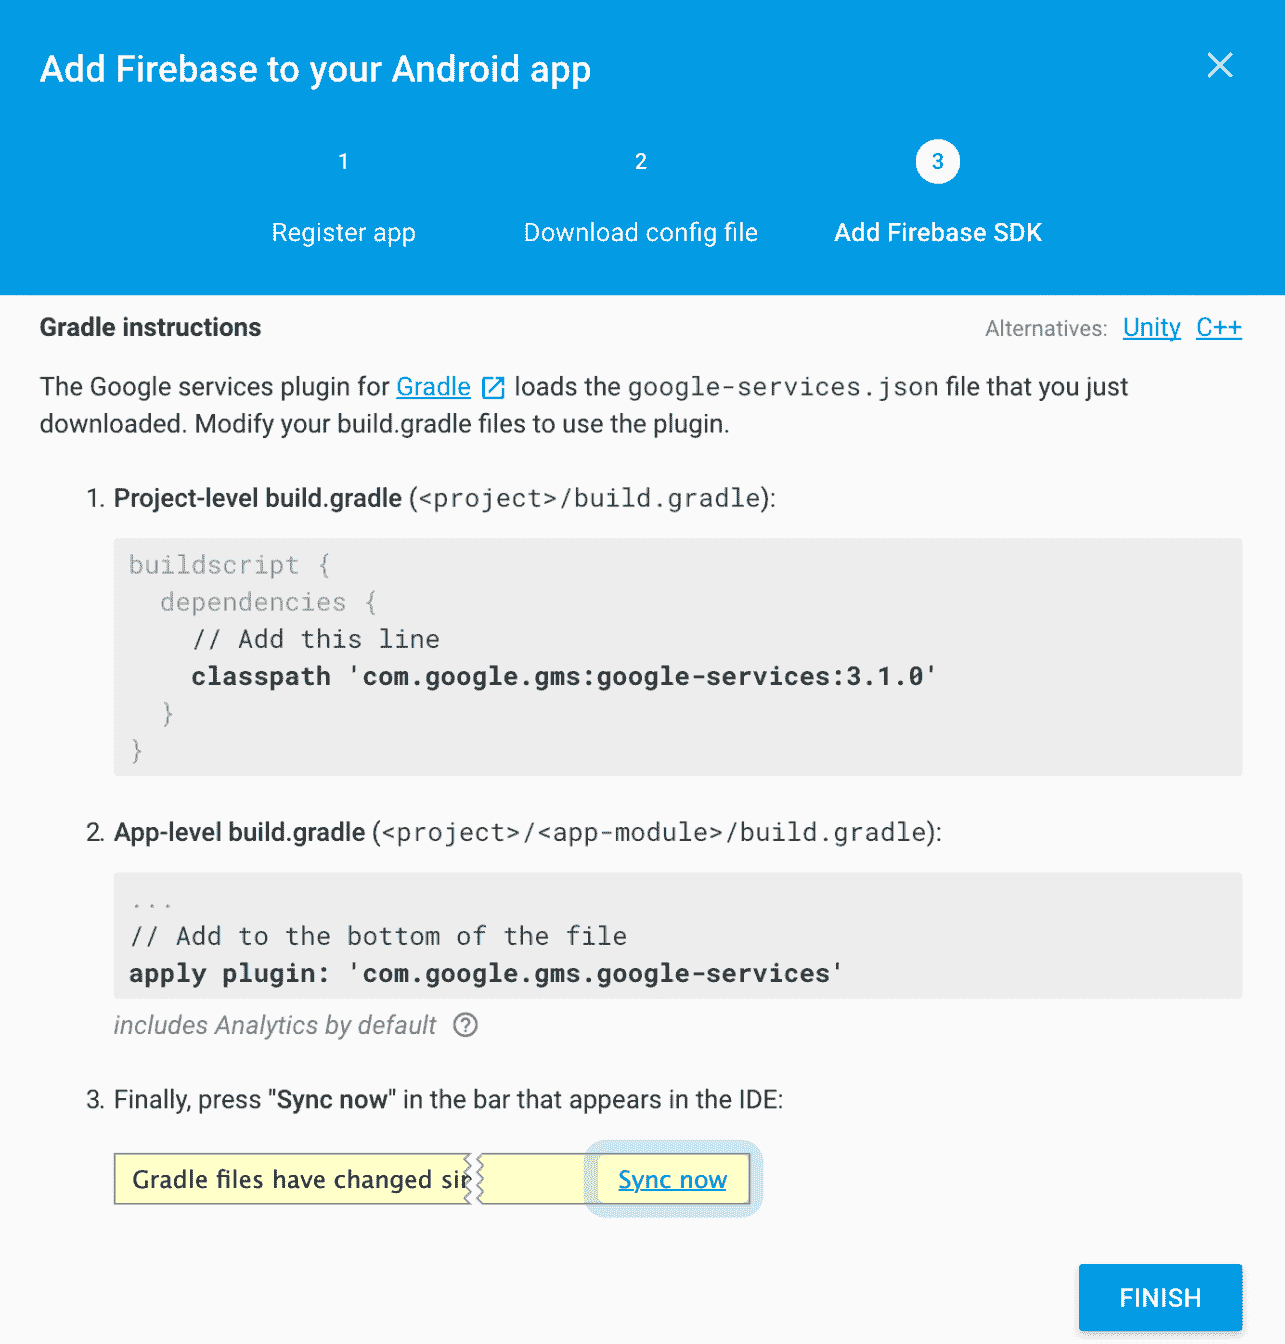 Add Firebase to your Android app
1 2 3
Register app Download config file Add Firebase SDK
Gradle instructions Alternatives: Unity C++
The Google services plugin for Gradle loads the google-services.json file that you just
downloaded. Modify your build.gradle files to use the plugin.
1. Project-level build.gradle (<project>/build.gradle):
buildscript {
  dependencies {
    // Add this line
    classpath 'com.google.gms:google-services:3.1.0'
  }
}
2. App-level build.gradle (<project>/<app-module>/build.gradle):
...
// Add to the bottom of the file
apply plugin: 'com.google.gms.google-services'
includes Analytics by default ?
3. Finally, press "Sync now" in the bar that appears in the IDE:
Gradle files have changed Sync now
FINISH